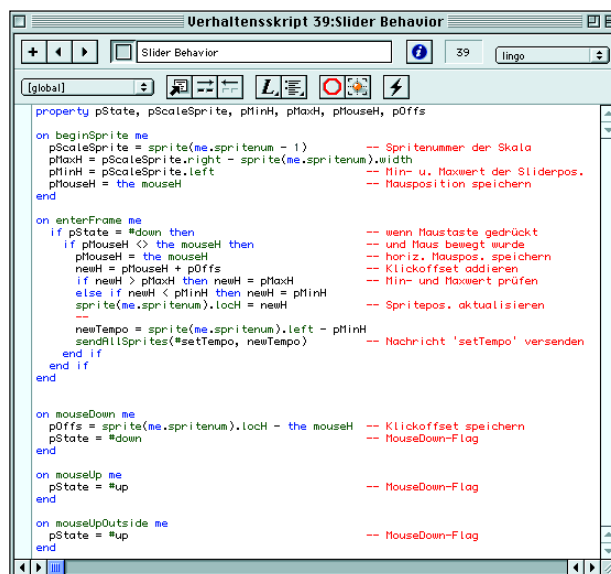 Verhaltensskript 39:Slider Behavior
Slider Behavior
39
lingo
[global]
property pState, pScaleSprite, pMinH, pMaxH, pMouseH, pOffs
on beginSprite me
pScaleSprite = sprite(me.spritenum - 1) -- Spritenummer der Skala
pMaxH = pScaleSprite.right - sprite(me.spritenum).width
pMinH = pScaleSprite.left -- Min- u. Maxwert der Sliderpos.
pMouseH = the mouseH -- Mausposition speichern
end
on enterFrame me
if pState = #down then -- wenn Maustaste gedrückt
if pMouseH <> the mouseH then -- und Maus bewegt wurde
pMouseH = the mouseH -- horiz. Mauspos. speichern
newH = pMouseH + pOffs -- Klickoffset addieren
if newH > pMaxH then newH = pMaxH -- Min- und Maxwert prüfen
else if newH < pMinH then newH = pMinH
sprite(me.spritenum).locH = newH -- Spritepos. aktualisieren
--
newTempo = sprite(me.spritenum).left - pMinH
sendAllSprites(#setTempo, newTempo) -- Nachricht 'setTempo' versenden
end if
end if
end
on mouseDown me
pOffs = sprite(me.spritenum).locH - the mouseH -- Klickoffset speichern
pState = #down -- MouseDown-Flag
end
on mouseUp me
pState = #up -- MouseDown-Flag
end
on mouseUpOutside me
pState = #up -- MouseDown-Flag
end